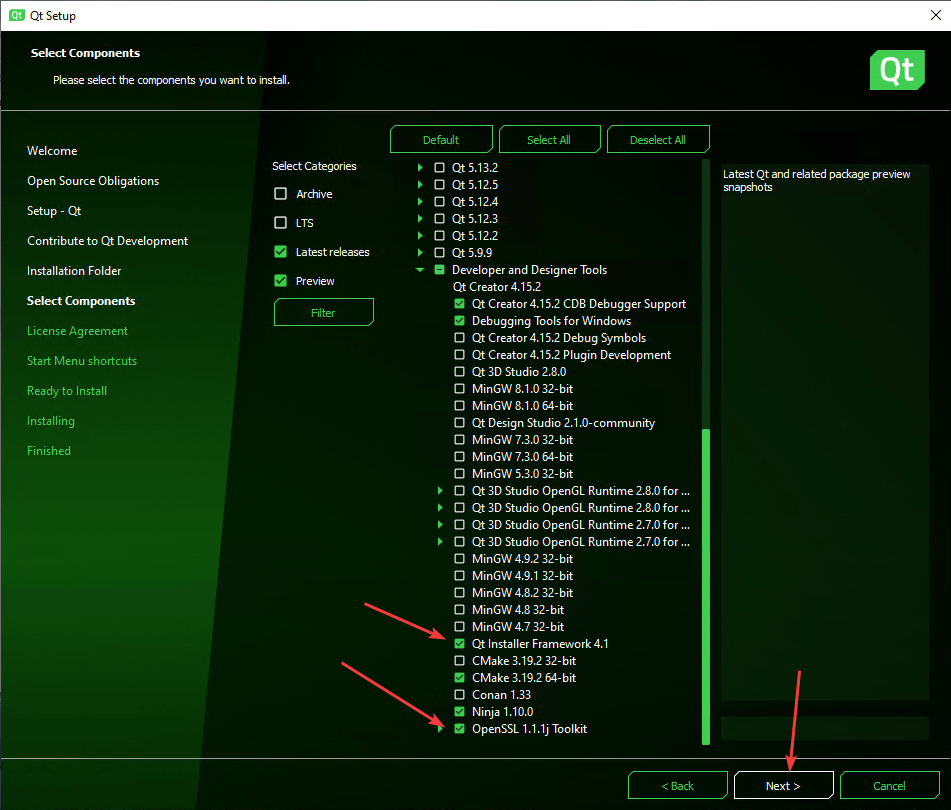 Qt Qt Setup
Select Components
Please select the components you want to install.
Qt
Default
Select All
Deselect All
Welcome
Open Source Obligations
Setup - Qt
Contribute to Qt Development
Installation Folder
Select Components
License Agreement
Start Menu shortcuts
Ready to Install
Installing
Finished
Select Categories
Archive
LTS
Latest releases
Preview
Filter
Qt 5.13.2
Qt 5.12.5
Qt 5.12.4
Qt 5.12.3
Qt 5.12.2
Qt 5.9.9
Developer and Designer Tools
Qt Creator 4.15.2
Qt Creator 4.15.2 CDB Debugger Support
Debugging Tools for Windows
Qt Creator 4.15.2 Debug Symbols
Qt Creator 4.15.2 Plugin Development
Qt 3D Studio 2.8.0
MinGW 8.1.0 32-bit
MinGW 8.1.0 64-bit
Qt Design Studio 2.1.0-community
MinGW 7.3.0 32-bit
MinGW 7.3.0 64-bit
MinGW 5.3.0 32-bit
Qt 3D Studio OpenGL Runtime 2.8.0 for ...
Qt 3D Studio OpenGL Runtime 2.8.0 for ...
Qt 3D Studio OpenGL Runtime 2.7.0 for ...
Qt 3D Studio OpenGL Runtime 2.7.0 for ...
MinGW 4.9.2 32-bit
MinGW 4.9.1 32-bit
MinGW 4.8.2 32-bit
MinGW 4.8 32-bit
MinGW 4.7 32-bit
Qt Installer Framework 4.1
CMake 3.19.2 32-bit
CMake 3.19.2 64-bit
Conan 1.33
Ninja 1.10.0
OpenSSL 1.1.1j Toolkit
Latest Qt and related package preview
snapshots
< Back
Next >
Cancel